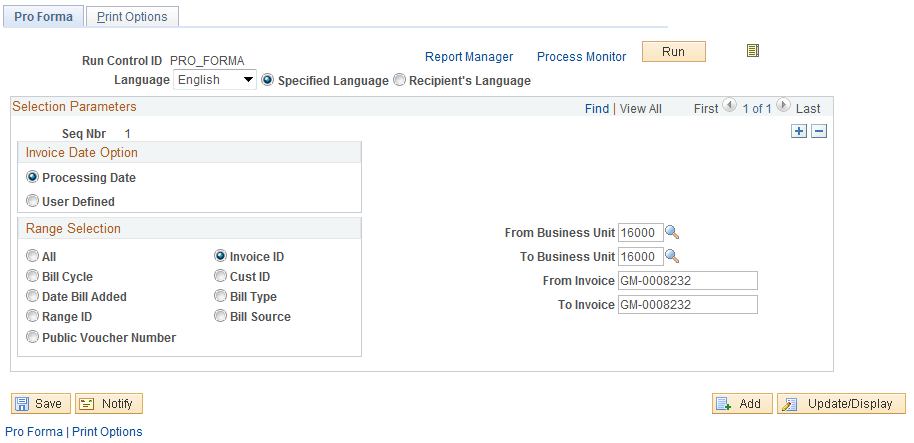 Pro Forma Print Options
Run Control ID PRO_FORMA Report Manager Process Monitor Run
Language English Specified Language Recipient's Language
Selection Parameters Find | View All First 1 of 1 Last
Seq Nbr 1
Invoice Date Option
Processing Date
User Defined
Range Selection
All Invoice ID
Bill Cycle Cust ID
Date Bill Added Bill Type
Range ID Bill Source
Public Voucher Number
From Business Unit 16000
To Business Unit 16000
From Invoice GM-0008232
To Invoice GM-0008232
Save Notify Add Update/Display
Pro Forma | Print Options